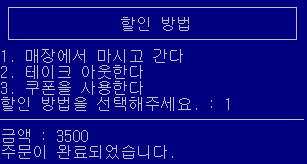 할인 방법
1. 매장에서 마시고 간다
2. 테이크 아웃한다
3. 쿠폰을 사용한다
할인 방법을 선택해주세요. : 1
금액 : 3500
주문이 완료되었습니다.